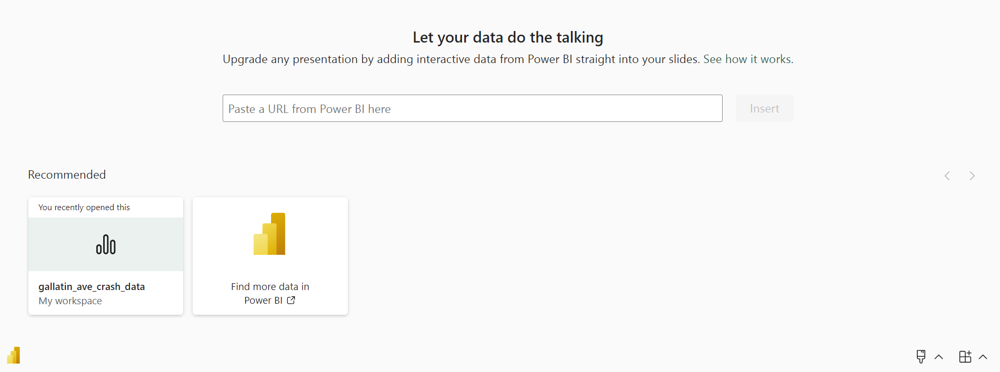 Let your data do the talking
Upgrade any presentation by adding interactive data from Power BI straight into your slides. See how it works.
Paste a URL from Power BI here
Insert
Recommended
You recently opened this
gallatin_ave_crash_data
My workspace
Find more data in
Power BI